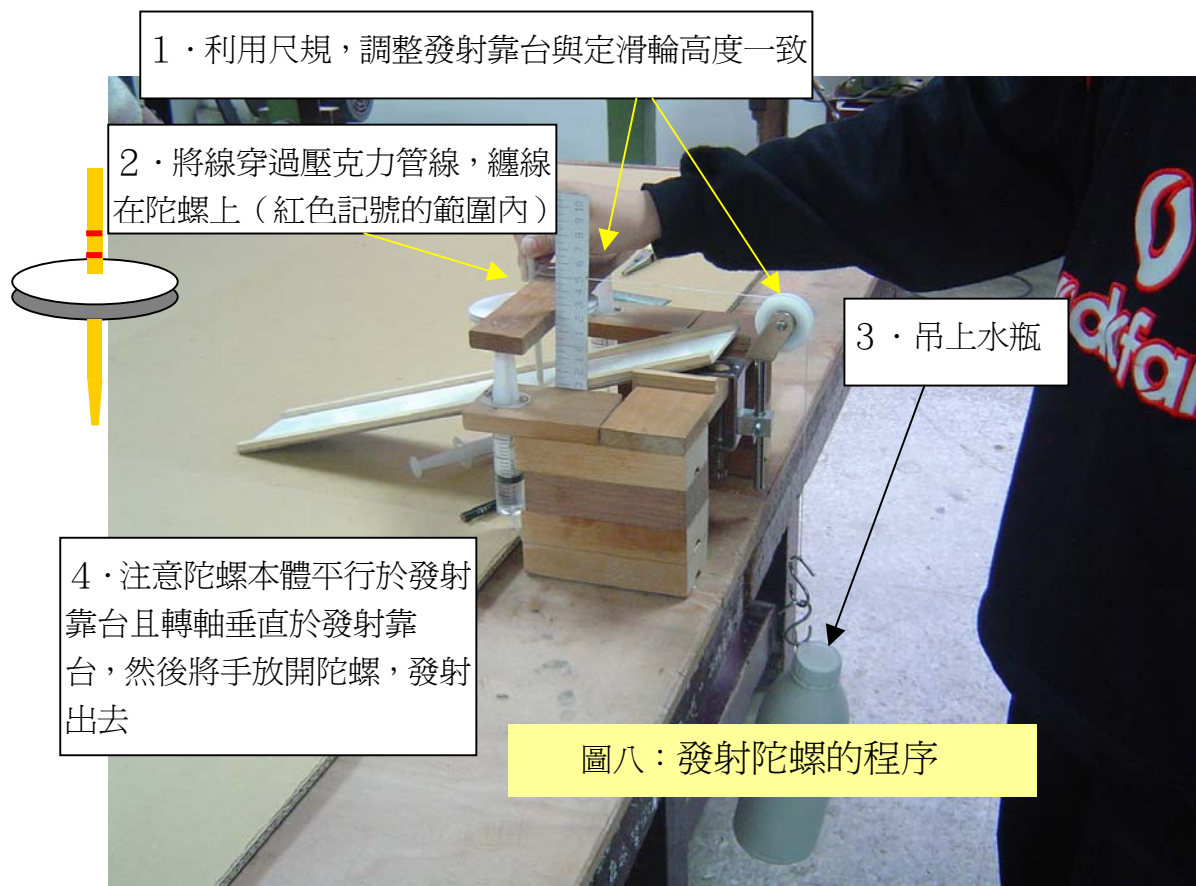 1．利用尺規，調整發射靠台與定滑輪高度一致
2．將線穿過壓克力管線，纏線
在陀螺上（紅色記號的範圍內）
3．吊上水瓶
4．注意陀螺本體平行於發射
靠台且轉軸垂直於發射靠
台，然後將手放開陀螺，發射
出去
圖八：發射陀螺的程序